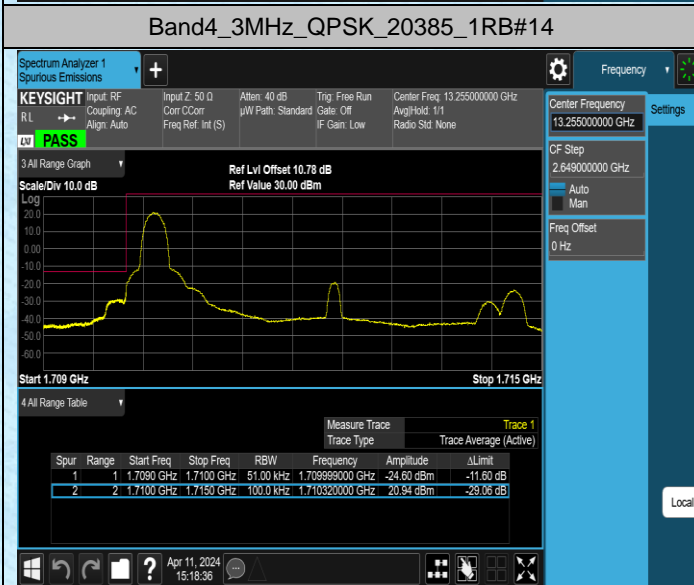 Band4_3MHz_QPSK_20385_1RB#14
Spectrum Analyzer 1
Spurious Emissions
Frequency
KEYSIGHT
RL
Input: RF
Coupling: AC
Align: Auto
Input Z: 50 Ω
Corr CCorr
Freq Ref: Int (S)
Atten: 40 dB
µW Path: Standard
Trig: Free Run
Gate: Off
IF Gain: Low
Center Freq: 13.255000000 GHz
Avg|Hold: 1/1
Radio Std: None
LXI
PASS
Center Frequency
13.255000000 GHz
Settings
CF Step
2.649000000 GHz
Auto
Man
Freq Offset
0 Hz
3 All Range Graph
Scale/Div 10.0 dB
Ref Lvl Offset 10.78 dB
Ref Value 30.00 dBm
Log
20.0
10.0
0.00
-10.0
-20.0
-30.0
-40.0
-50.0
-60.0
Start 1.709 GHz
Stop 1.715 GHz
4 All Range Table
Measure Trace Trace 1
Trace Type Trace Average (Active)
Spur Range Start Freq Stop Freq RBW Frequency Amplitude ΔLimit
1 1 1.7090 GHz 1.7100 GHz 51.00 kHz 1.709999000 GHz -24.60 dBm -11.60 dB
2 2 1.7100 GHz 1.7150 GHz 100.0 kHz 1.710320000 GHz 20.94 dBm -29.06 dB
Local
?
Apr 11, 2024
15:18:36